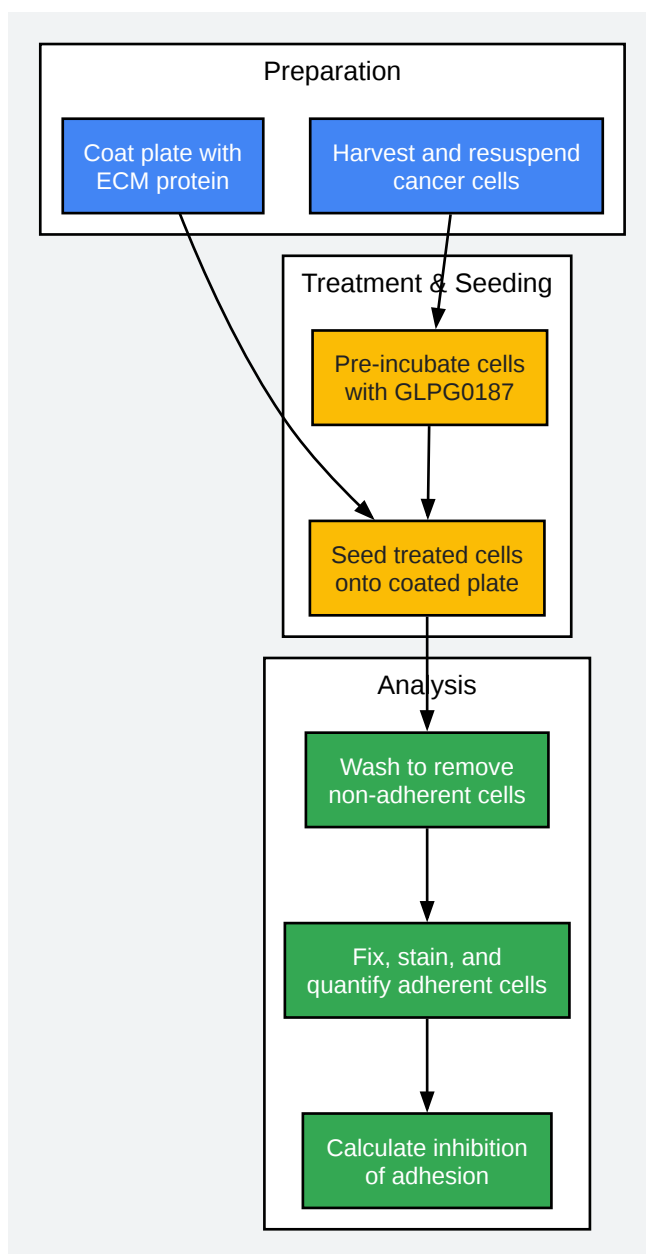 Preparation
Coat plate with
ECM protein
Harvest and resuspend
cancer cells
Treatment & Seeding
Pre-incubate cells
with GLPG0187
Seed treated cells
onto coated plate
Analysis
Wash to remove
non-adherent cells
Fix, stain, and
quantify adherent cells
Calculate inhibition
of adhesion